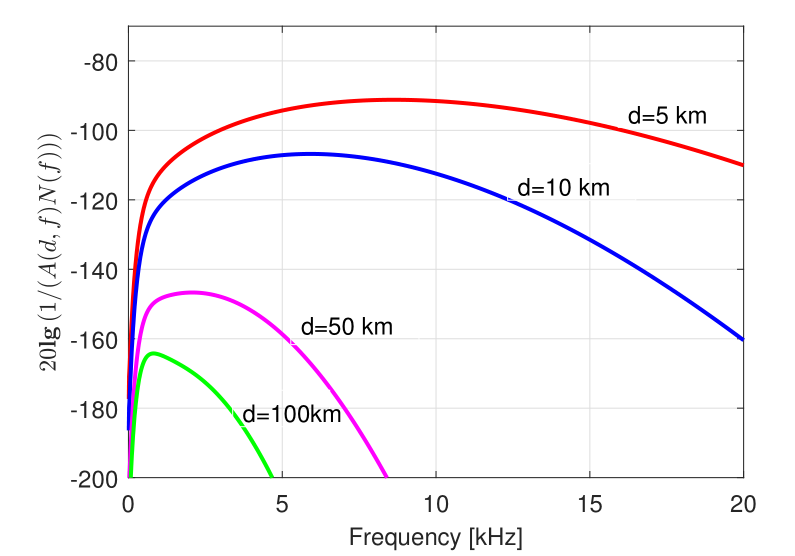 -80
-100
-120
-140
-160
-180
-200
0
5
10
15
20
Frequency [kHz]
20lg (1/(A(d, f)N(f)))
d=5 km
d=10 km
d=50 km
d=100km